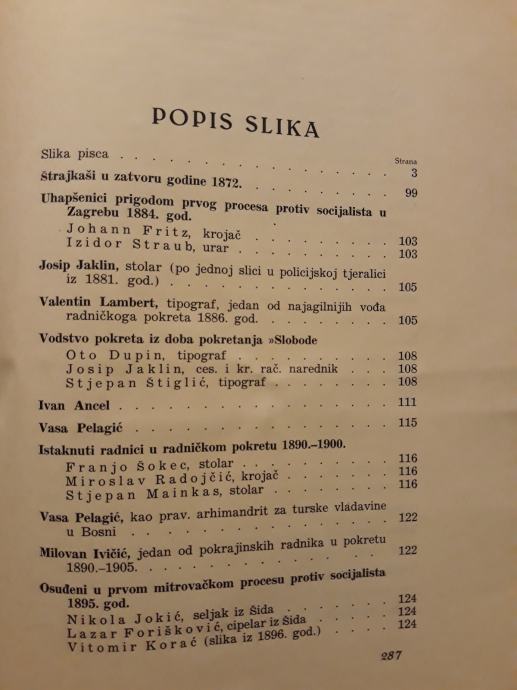 POPIS SLIKA
Strana
Slika pisca . . . . . . . . . . . . . . . . 3
Štrajkaši u zatvoru godine 1872. . . . . . . . . 99
Uhapšenici prigodom prvog procesa protiv socijalista u
Zagrebu 1884. god.
Johann Fritz, krojač . . . . . . . . . 103
Izidor Straub, urar . . . . . . . . . . 103
Josip Jaklin, stolar (po jednoj slici u policijskoj tjeralici
iz 1881. god.) . . . . . . . . . . . . . 105
Valentin Lambert, tipograf, jedan od najagilnijih vođa
radničkoga pokreta 1886. god. . . . . . . . 105
Vodstvo pokreta iz doba pokretanja »Slobode
Oto Dupin, tipograf . . . . . . . . . . 108
Josip Jaklin, ces. i kr. rač. narednik . . . 108
Stjepan Štiglić, tipograf . . . . . . . . 108
Ivan Ancel . . . . . . . . . . . . . . . . 111
Vasa Pelagić . . . . . . . . . . . . . . . 115
Istaknuti radnici u radničkom pokretu 1890.—1900.
Franjo Šokec, stolar . . . . . . . . . . 116
Miroslav Radojčić, krojač . . . . . . . 116
Stjepan Mainkas, stolar . . . . . . . . 116
Vasa Pelagić, kao prav. arhimandrit za turske vladavine
u Bosni . . . . . . . . . . . . . . . . 122
Milovan Ivičić, jedan od pokrajinskih radnika u pokretu
1890.—1905. . . . . . . . . . . . . . . 122
Osuđeni u prvom mitrovačkom procesu protiv socijalista
1895. god.
Nikola Jokić, seljak iz Šida . . . . . . 124
Lazar Forišković, cipelar iz Šida . . . . 124
Vitomir Korać (slika iz 1896. god.) . . . . 124
287